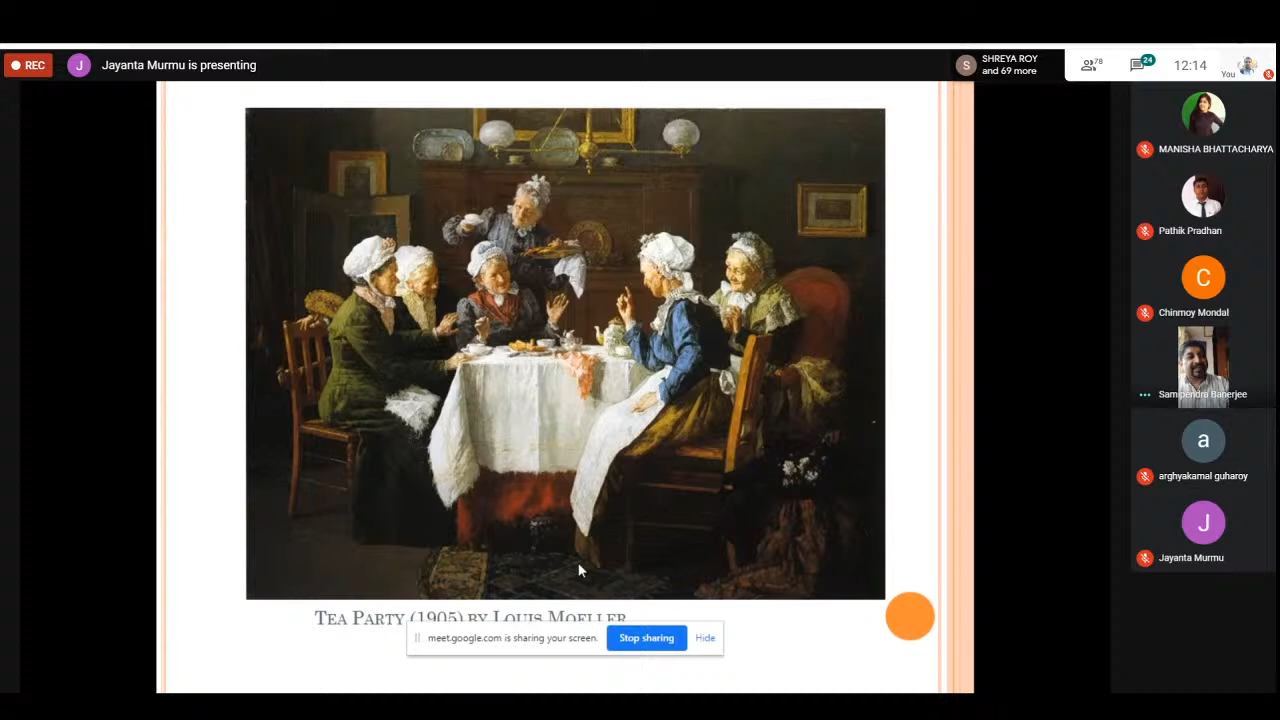 REC
J
Jayanta Murmu is presenting
S
SHREYA ROY
and 69 more
78
24
12:14
You
MANISHA BHATTACHARYA
Pathik Pradhan
C
Chinmoy Mondal
Samipendra Banerjee
a
arghyakamal guharoy
J
Jayanta Murmu
TEA PARTY (1905) BY LOUIS MOELLER
meet.google.com is sharing your screen.
Stop sharing
Hide